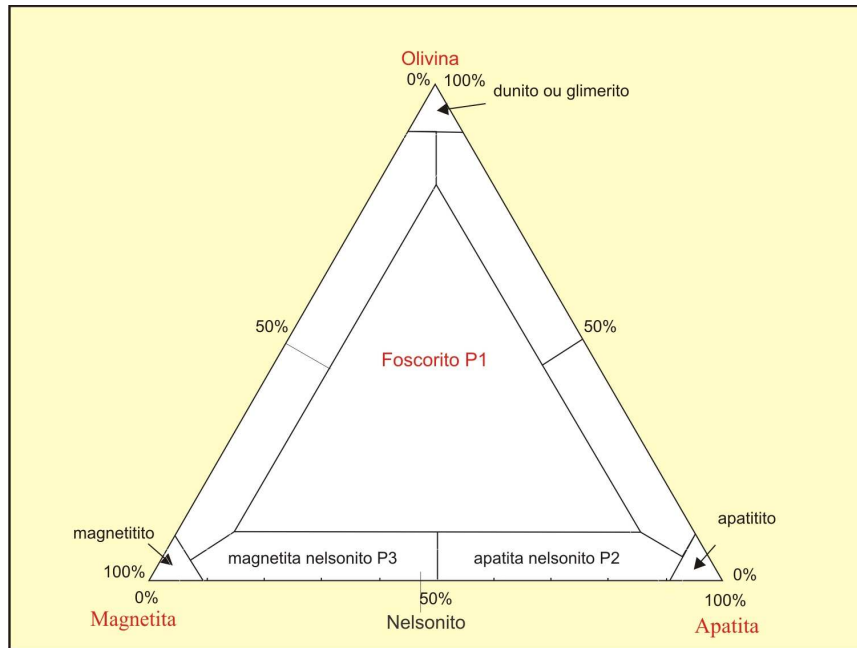 Olivina
0% 100%
dunito ou glimerito
50%
50%
Foscorito P1
magnetitito
apatitito
magnetita nelsonito P3
apatita nelsonito P2
100%
0%
0%
50%
100%
Magnetita
Nelsonito
Apatita